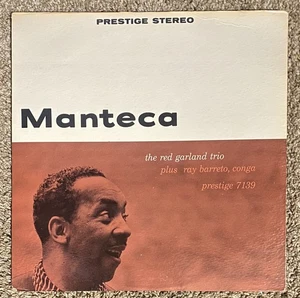 PRESTIGE STEREO
Manteca
the red garland trio
plus ray barreto, conga
prestige 7139